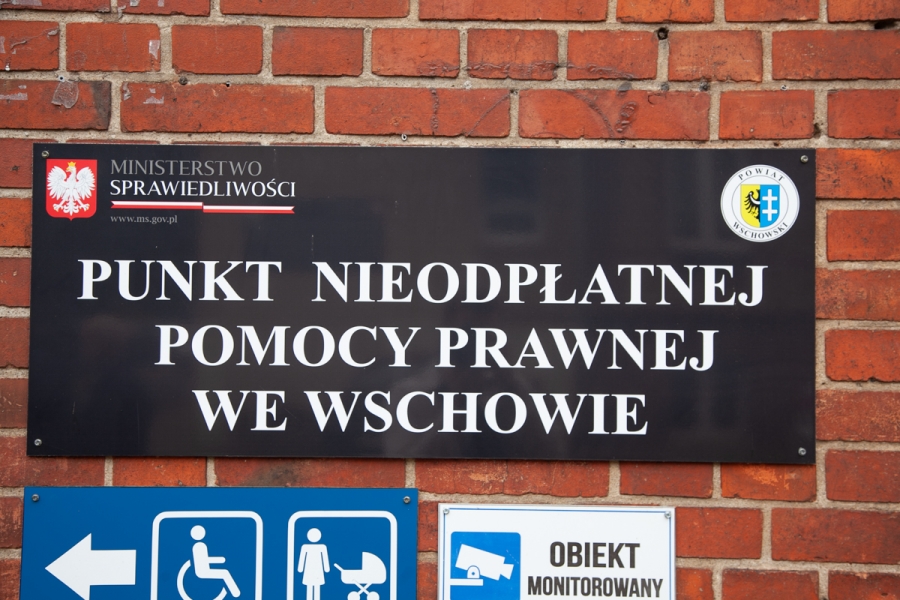 MINISTERSTWO
SPRAWIEDLIWOŚCI
www.ms.gov.pl
POWIAT
WSCHOWSKI
PUNKT NIEODPŁATNEJ
POMOCY PRAWNEJ
WE WSCHOWIE
OBIEKT
MONITOROWANY